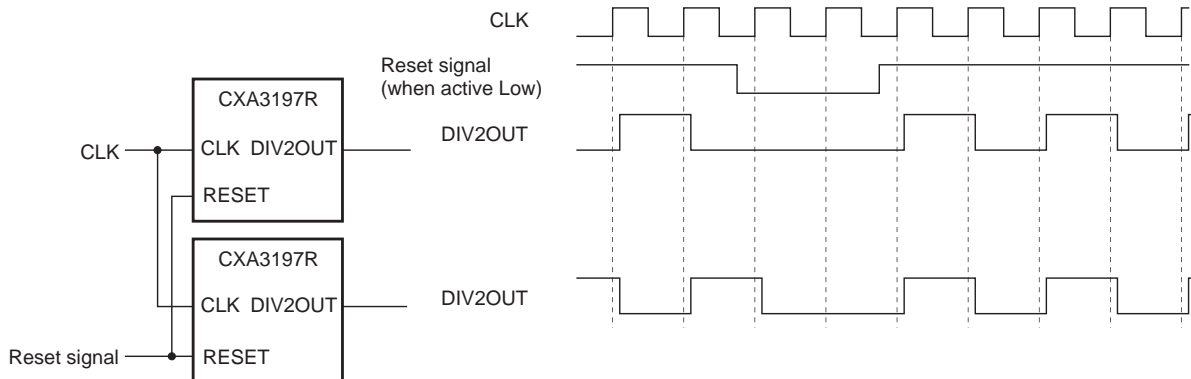 CLK
Reset signal
(when active Low)
DIV2OUT
DIV2OUT
CXA3197R
CLK
CLK DIV2OUT
RESET
CXA3197R
CLK DIV2OUT
Reset signal
RESET